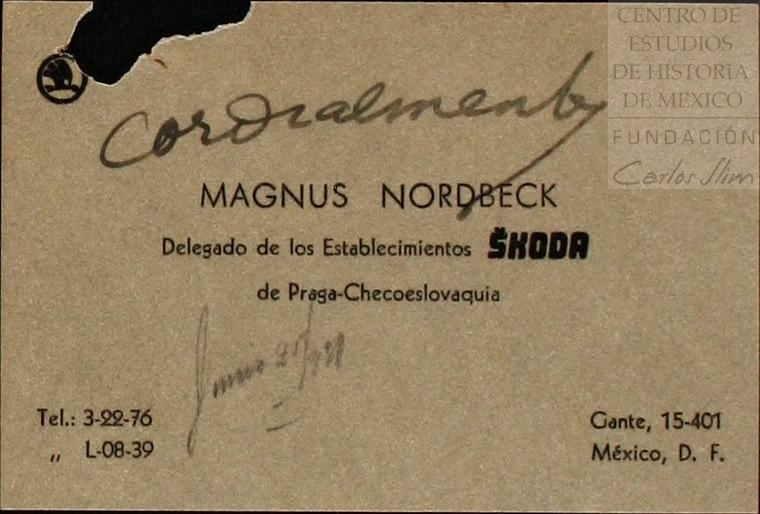 CENTRO DE
ESTUDIOS
DE HISTORIA
DE MEXICO
FUNDACIÓN
Carlos Slim
Cordialmente
MAGNUS NORDBECK
Delegado de los Establecimientos ŠKODA
de Praga-Checoeslovaquia
Junio
Tel.: 3-22-76
„ L-08-39
Gante, 15-401
México, D. F.